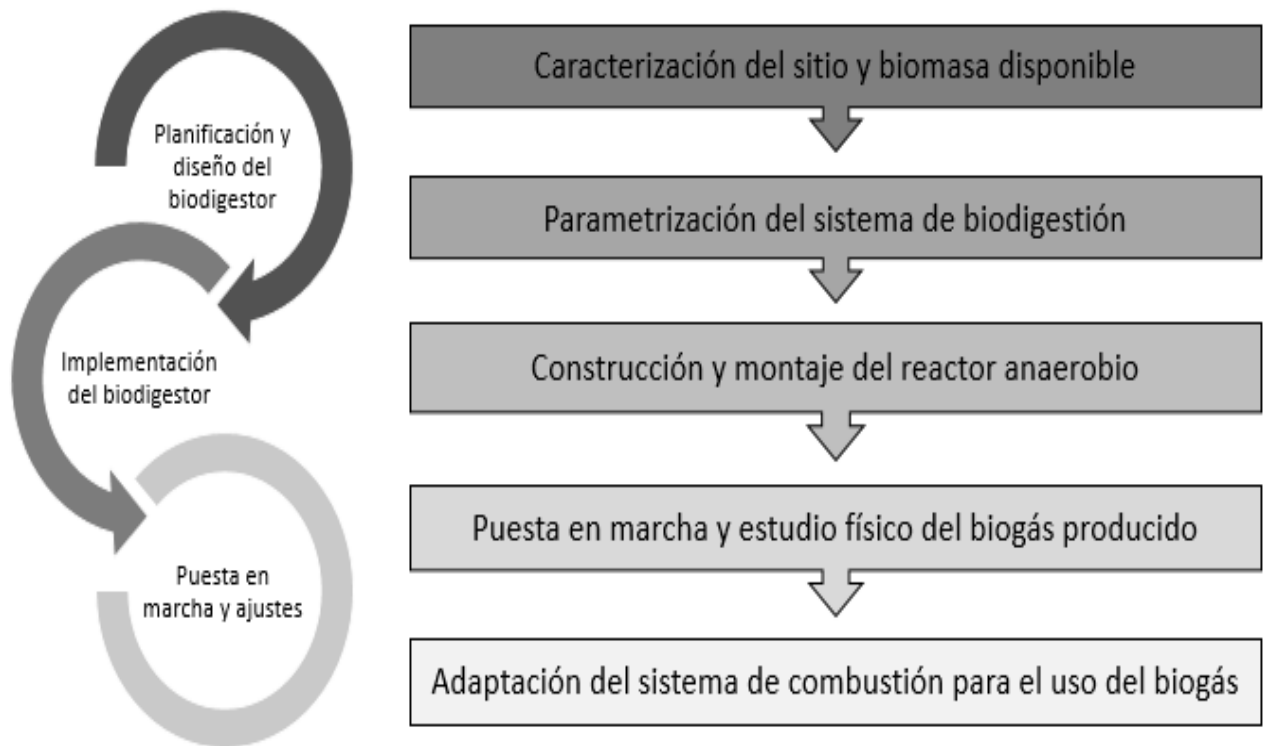 Planificación y
diseño del
biodigestor
Implementación
del biodigestor
Puesta en
marcha y ajustes
Caracterización del sitio y biomasa disponible
Parametrización del sistema de biodigestión
Construcción y montaje del reactor anaerobio
Puesta en marcha y estudio físico del biogás producido
Adaptación del sistema de combustión para el uso del biogás